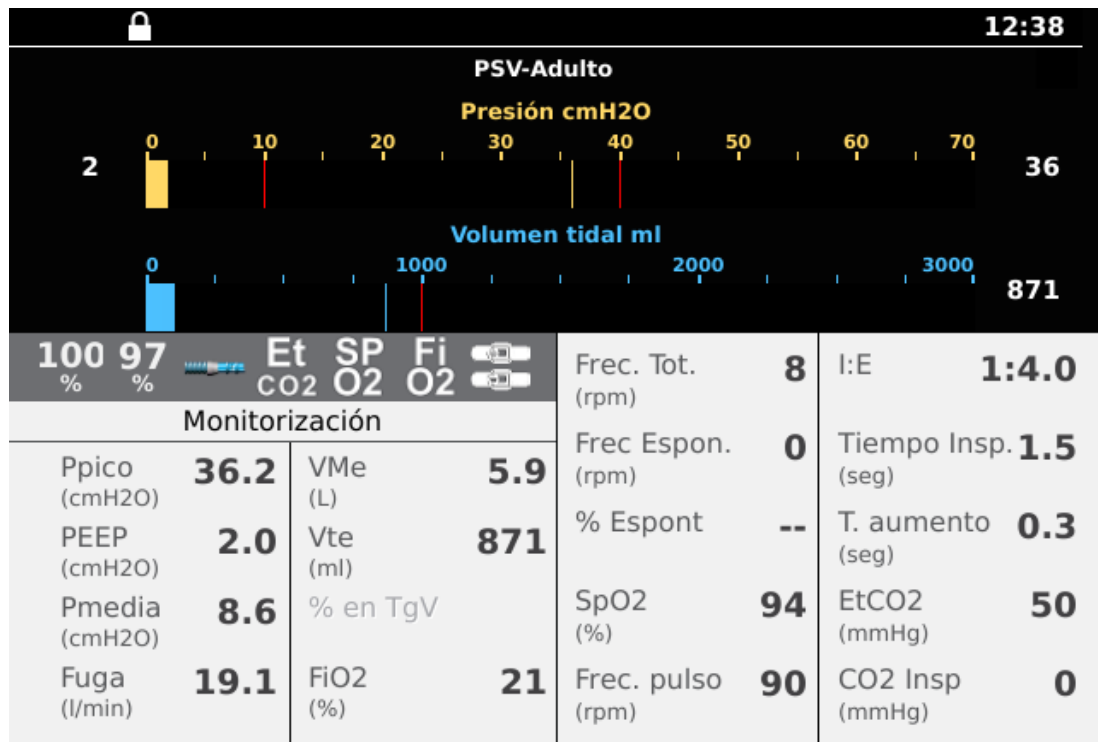 12:38
PSV-Adulto
Presión cmH2O
0 10 20 30 40 50 60 70
2 36
Volumen tidal ml
0 1000 2000 3000
871
100 % 97 % Et CO2 SP O2 Fi O2
Monitorización
Ppico (cmH2O) 36.2
PEEP (cmH2O) 2.0
Pmedia (cmH2O) 8.6
Fuga (l/min) 19.1
VMe (L) 5.9
Vte (ml) 871
% en TgV
FiO2 (%) 21
Frec. Tot. (rpm) 8
Frec Espon. (rpm) 0
% Espont --
SpO2 (%) 94
Frec. pulso (rpm) 90
I:E 1:4.0
Tiempo Insp. (seg) 1.5
T. aumento (seg) 0.3
EtCO2 (mmHg) 50
CO2 Insp (mmHg) 0